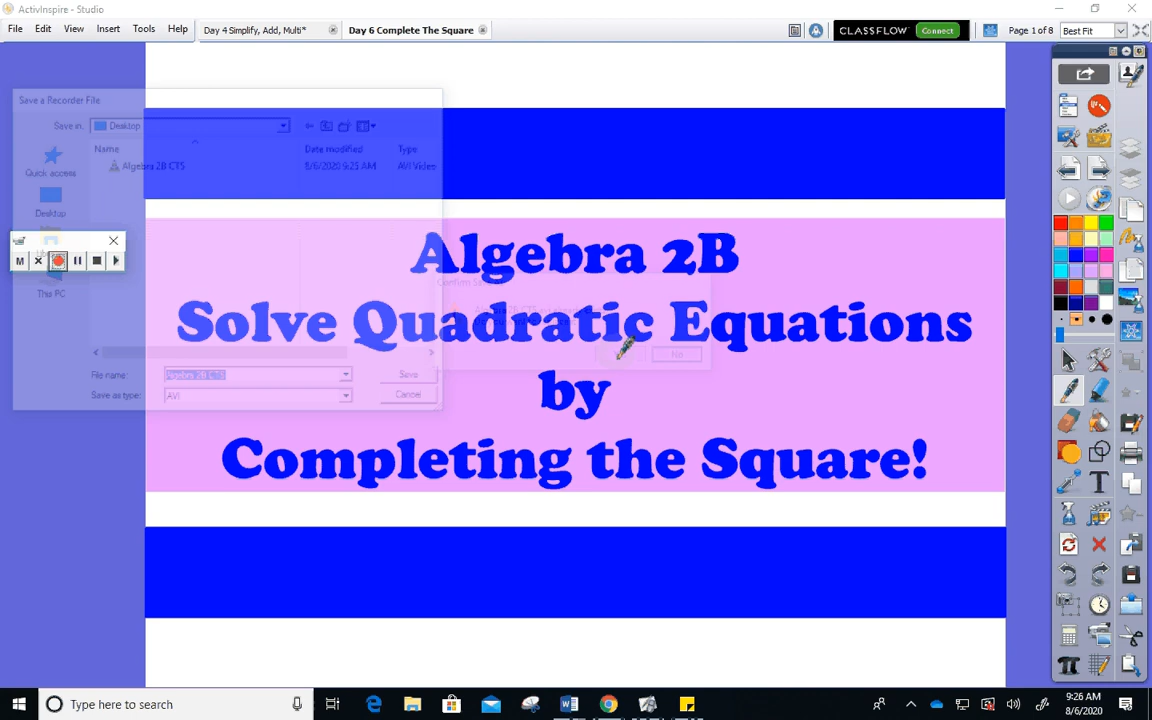 ActivInspire - Studio
File Edit View Insert Tools Help
Day 4 Simplify, Add, Multi*
Day 6 Complete The Square
CLASSFLOW Connect
Page 1 of 8
Best Fit
Save a Recorder File
Save in: Desktop
Name Date modified Type
Algebra 2B CTS 8/6/2020 9:25 AM AVI Video
Quick access
Desktop
This PC
M
File name: Algebra 2B CTS Save
Save as type: AVI Cancel
No
Algebra 2B
Solve Quadratic Equations
by
Completing the Square!
Type here to search
9:26 AM
8/6/2020